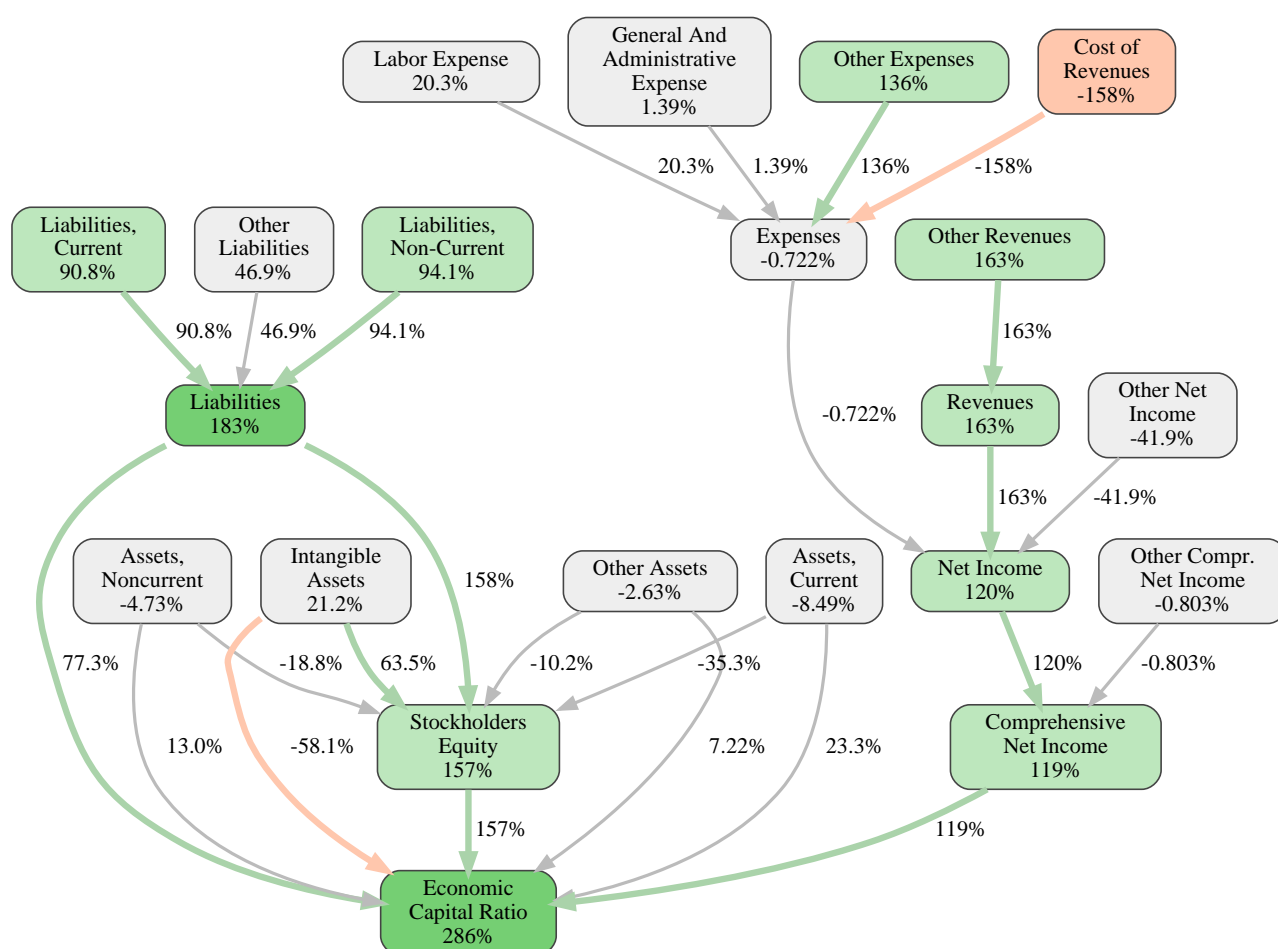 General And
Administrative
Expense
1.39%
Labor Expense
20.3%
Other Expenses
136%
Cost of
Revenues
-158%
20.3%
1.39%
136%
-158%
Liabilities,
Current
90.8%
Other
Liabilities
46.9%
Liabilities,
Non-Current
94.1%
Expenses
-0.722%
Other Revenues
163%
90.8%
46.9%
94.1%
163%
Liabilities
183%
-0.722%
Revenues
163%
Other Net
Income
-41.9%
163%
-41.9%
Assets,
Noncurrent
-4.73%
Intangible
Assets
21.2%
158%
Other Assets
-2.63%
Assets,
Current
-8.49%
Net Income
120%
Other Compr.
Net Income
-0.803%
77.3%
-18.8%
63.5%
-10.2%
-35.3%
120%
-0.803%
13.0%
-58.1%
Stockholders
Equity
157%
7.22%
23.3%
Comprehensive
Net Income
119%
157%
119%
Economic
Capital Ratio
286%